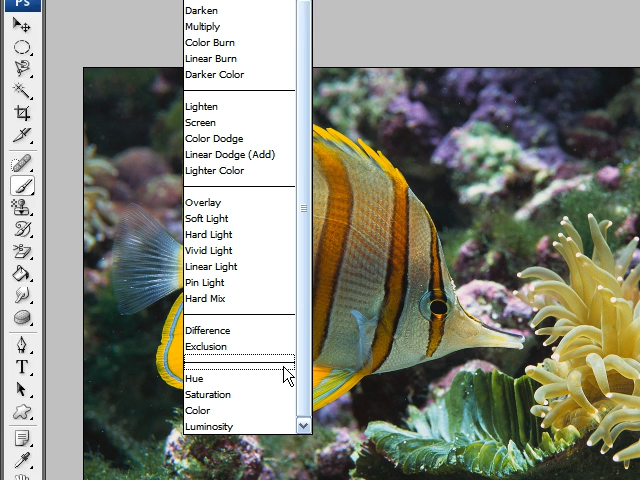 Ps
Darken
Multiply
Color Burn
Linear Burn
Darker Color
Lighten
Screen
Color Dodge
Linear Dodge (Add)
Lighter Color
Overlay
Soft Light
Hard Light
Vivid Light
Linear Light
Pin Light
Hard Mix
Difference
Exclusion
Hue
Saturation
Color
Luminosity
T